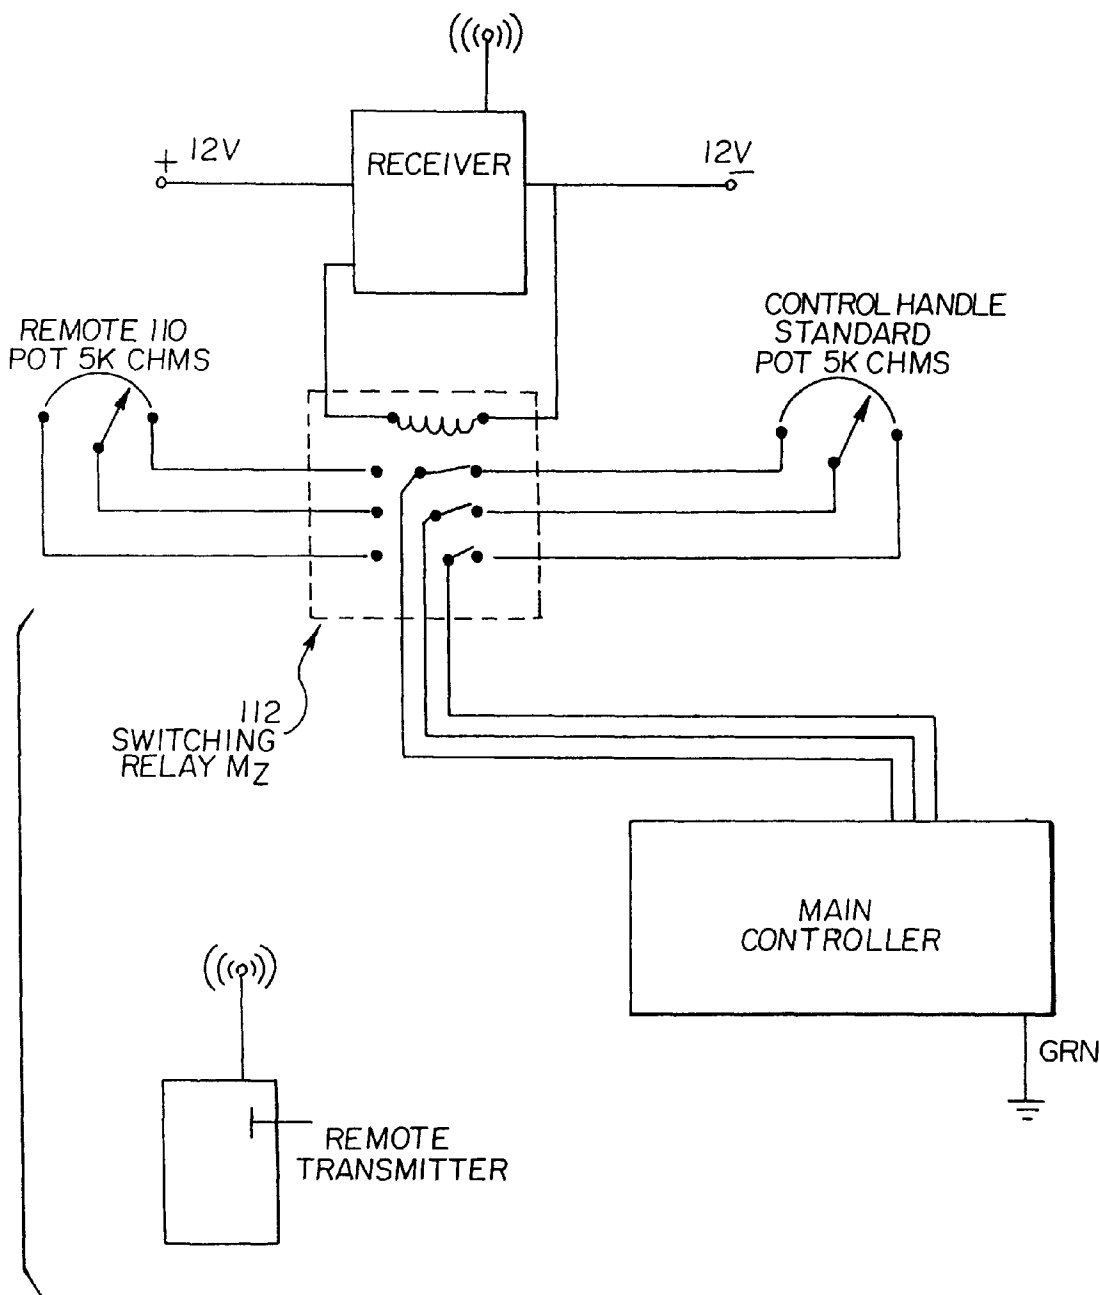 RECEIVER
+ 12V
12V -
REMOTE 110
POT 5K CHMS
CONTROL HANDLE
STANDARD
POT 5K CHMS
112
SWITCHING
RELAY MZ
MAIN
CONTROLLER
GRN
REMOTE
TRANSMITTER